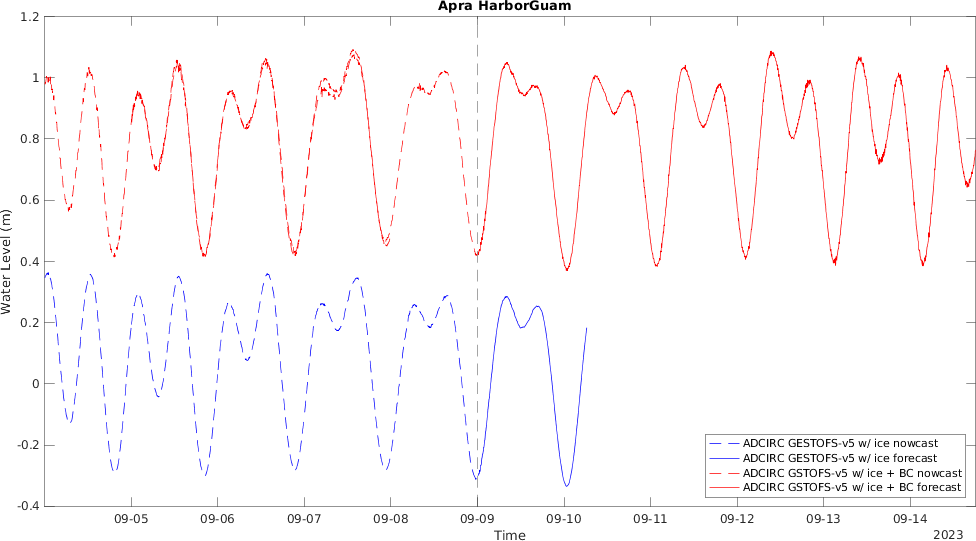 Apra HarborGuam
1.2
1
0.8
0.6
0.4
0.2
0
-0.2
-0.4
Water Level (m)
09-05 09-06 09-07 09-08 09-09 09-10 09-11 09-12 09-13 09-14
Time
2023
ADCIRC GESTOFS-v5 w/ ice nowcast
ADCIRC GESTOFS-v5 w/ ice forecast
ADCIRC GSTOFS-v5 w/ ice + BC nowcast
ADCIRC GSTOFS-v5 w/ ice + BC forecast